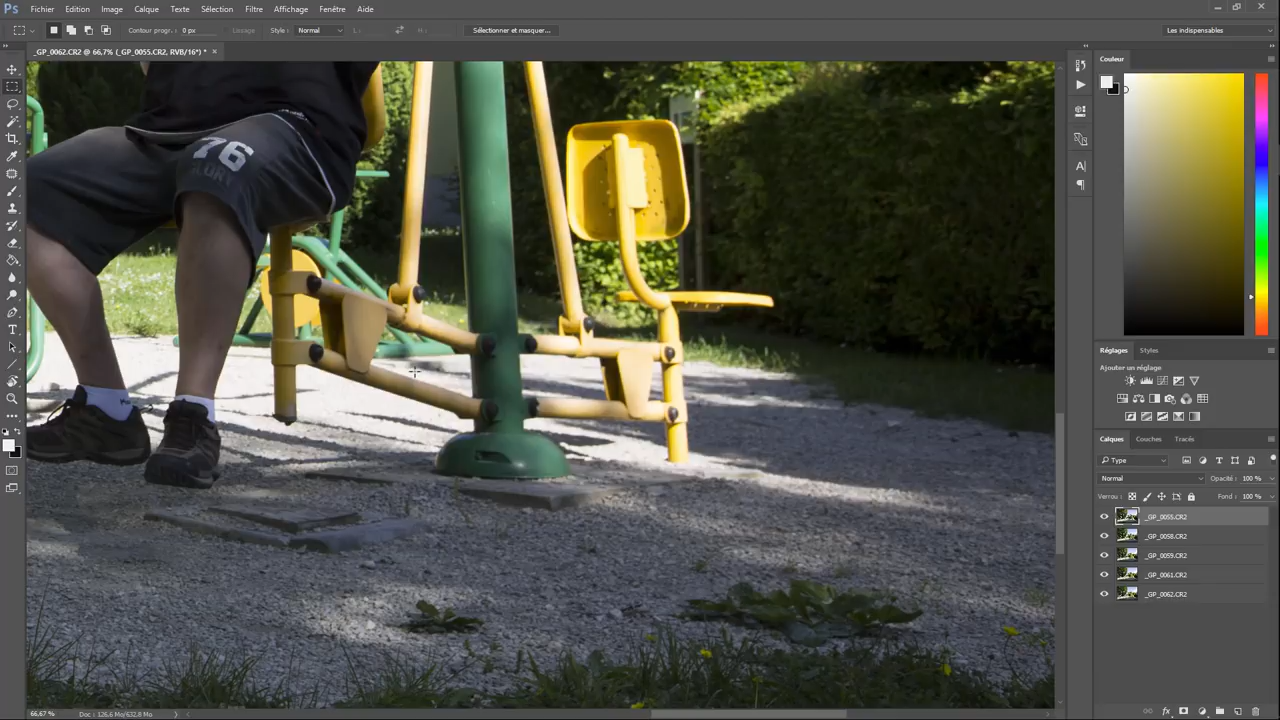 Ps Fichier Edition Image Calque Texte Sélection Filtre Affichage Fenêtre Aide
Contour progr. : 0 px Lissage Style : Normal L. : H. : Sélectionner et masquer... Les indispensables
_GP_0062.CR2 @ 66,7% (_GP_0055.CR2, RVB/16*) * ×
Couleur
76
GLORY
Réglages Styles
Ajouter un réglage
Calques Couches Tracés
Type
Normal Opacité : 100 %
Verrou : Fond : 100 %
_GP_0055.CR2
_GP_0058.CR2
_GP_0059.CR2
_GP_0061.CR2
_GP_0062.CR2
66,67 % Doc : 126,6 Mo/632,8 Mo